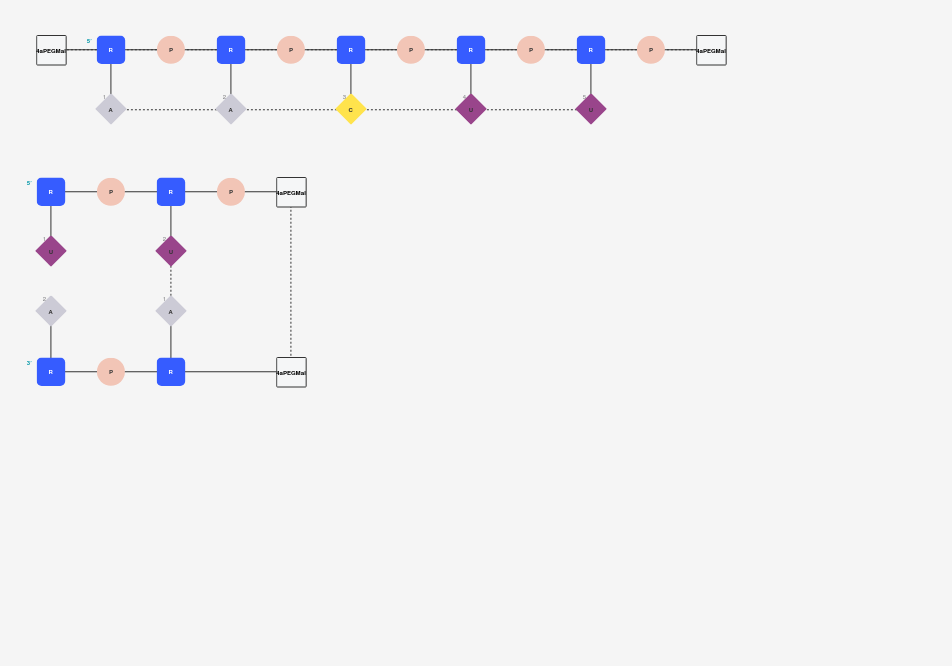 5'
4aPEGMal R P R P R P R P R P 4aPEGMal
1 2 3 4 5
A A C U U
5'
R P R P 4aPEGMal
1 2
U U
2 1
A A
3'
R P R 4aPEGMal